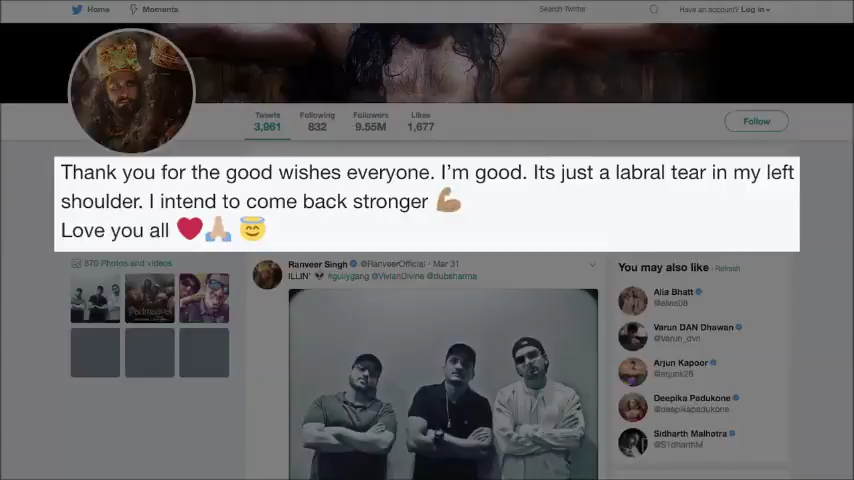 Home Moments Search Twitter Have an account? Log in
Tweets Following Followers Likes
3,961 832 9.55M 1,677
Follow
Thank you for the good wishes everyone. I'm good. Its just a labral tear in my left
shoulder. I intend to come back stronger 💪🏽
Love you all ❤️🙏🏼 😇
870 Photos and videos
Ranveer Singh @RanveerOfficial · Mar 31
ILLIN' 👽 #gullygang @VivianDivine @dubsharma
You may also like · Refresh
Alia Bhatt
@aliaa08
Varun DAN Dhawan
@Varun_dvn
Arjun Kapoor
@arjunk26
Deepika Padukone
@deepikapadukone
Sidharth Malhotra
@S1dharthM
Padmaavat